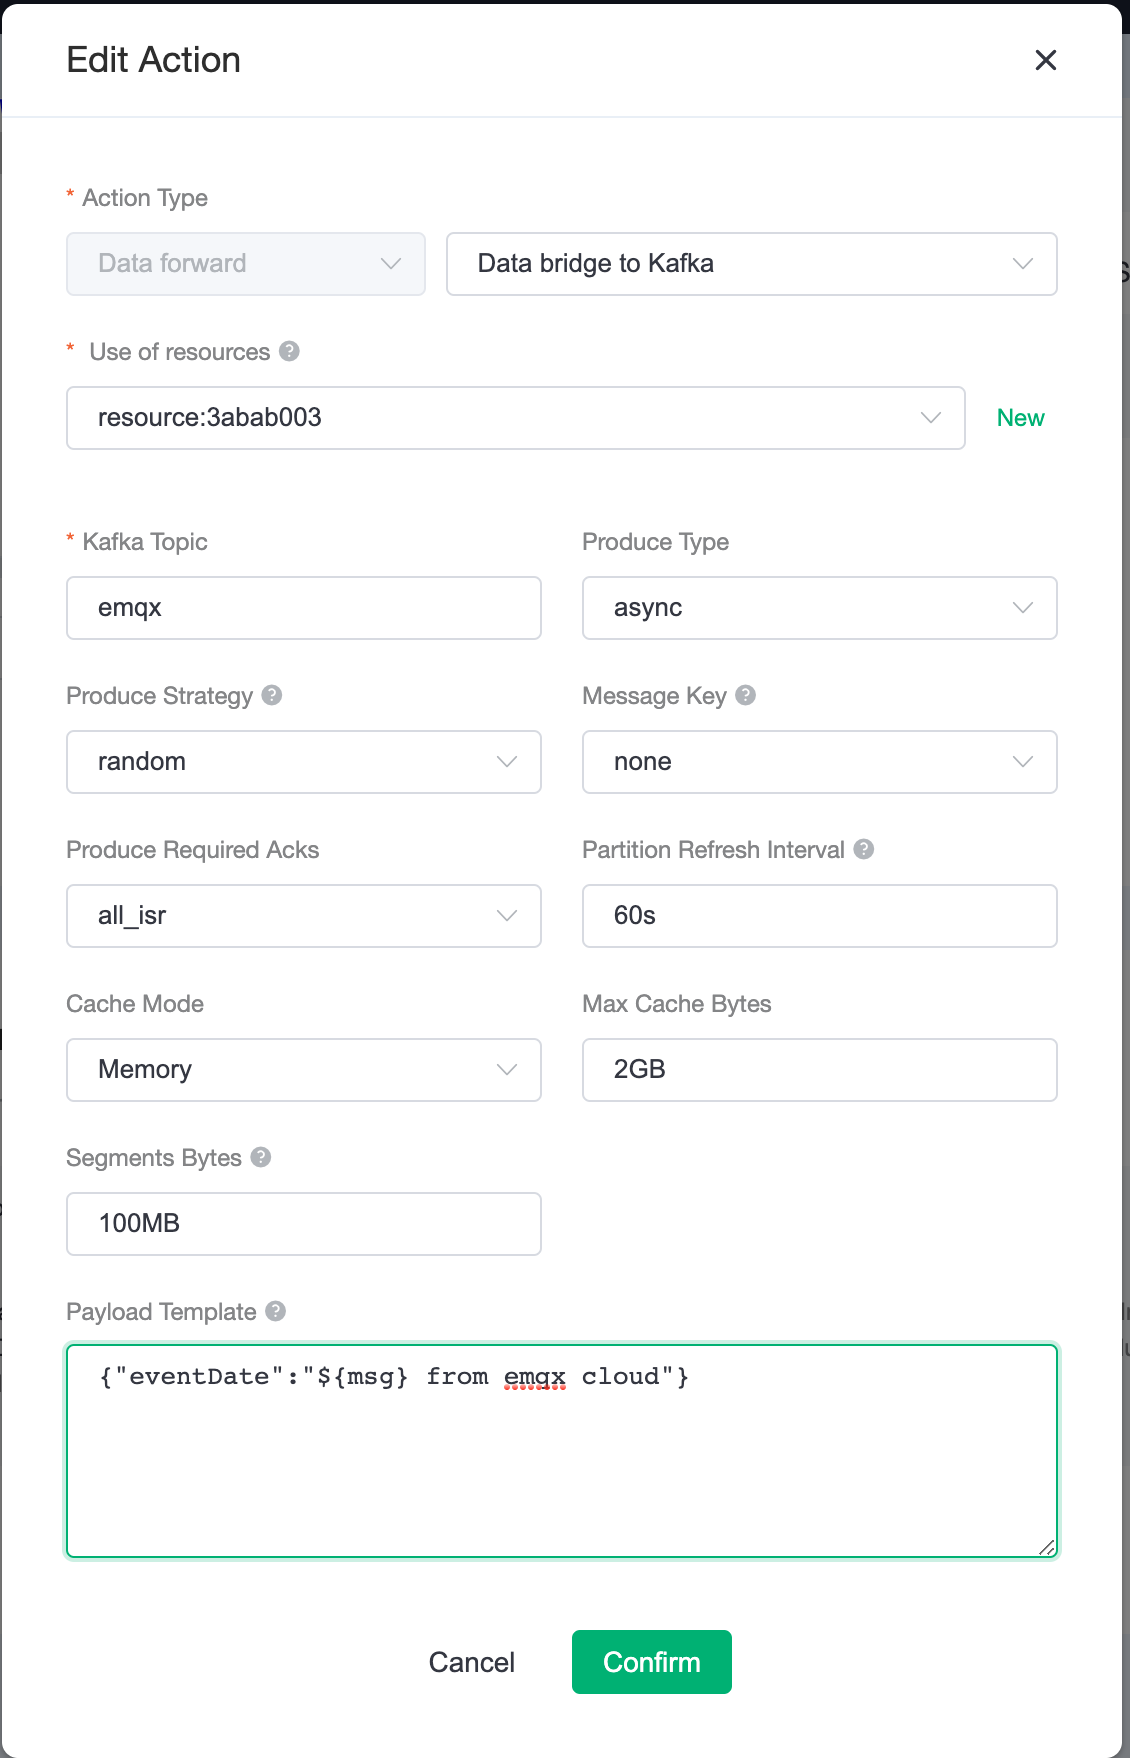 Edit Action
* Action Type
Data forward
Data bridge to Kafka
* Use of resources ?
resource:3abab003
New
* Kafka Topic
Produce Type
emqx
async
Produce Strategy ?
Message Key ?
random
none
Produce Required Acks
Partition Refresh Interval ?
all_isr
60s
Cache Mode
Max Cache Bytes
Memory
2GB
Segments Bytes ?
100MB
Payload Template ?
{"eventDate":"${msg} from emqx cloud"}
Cancel
Confirm